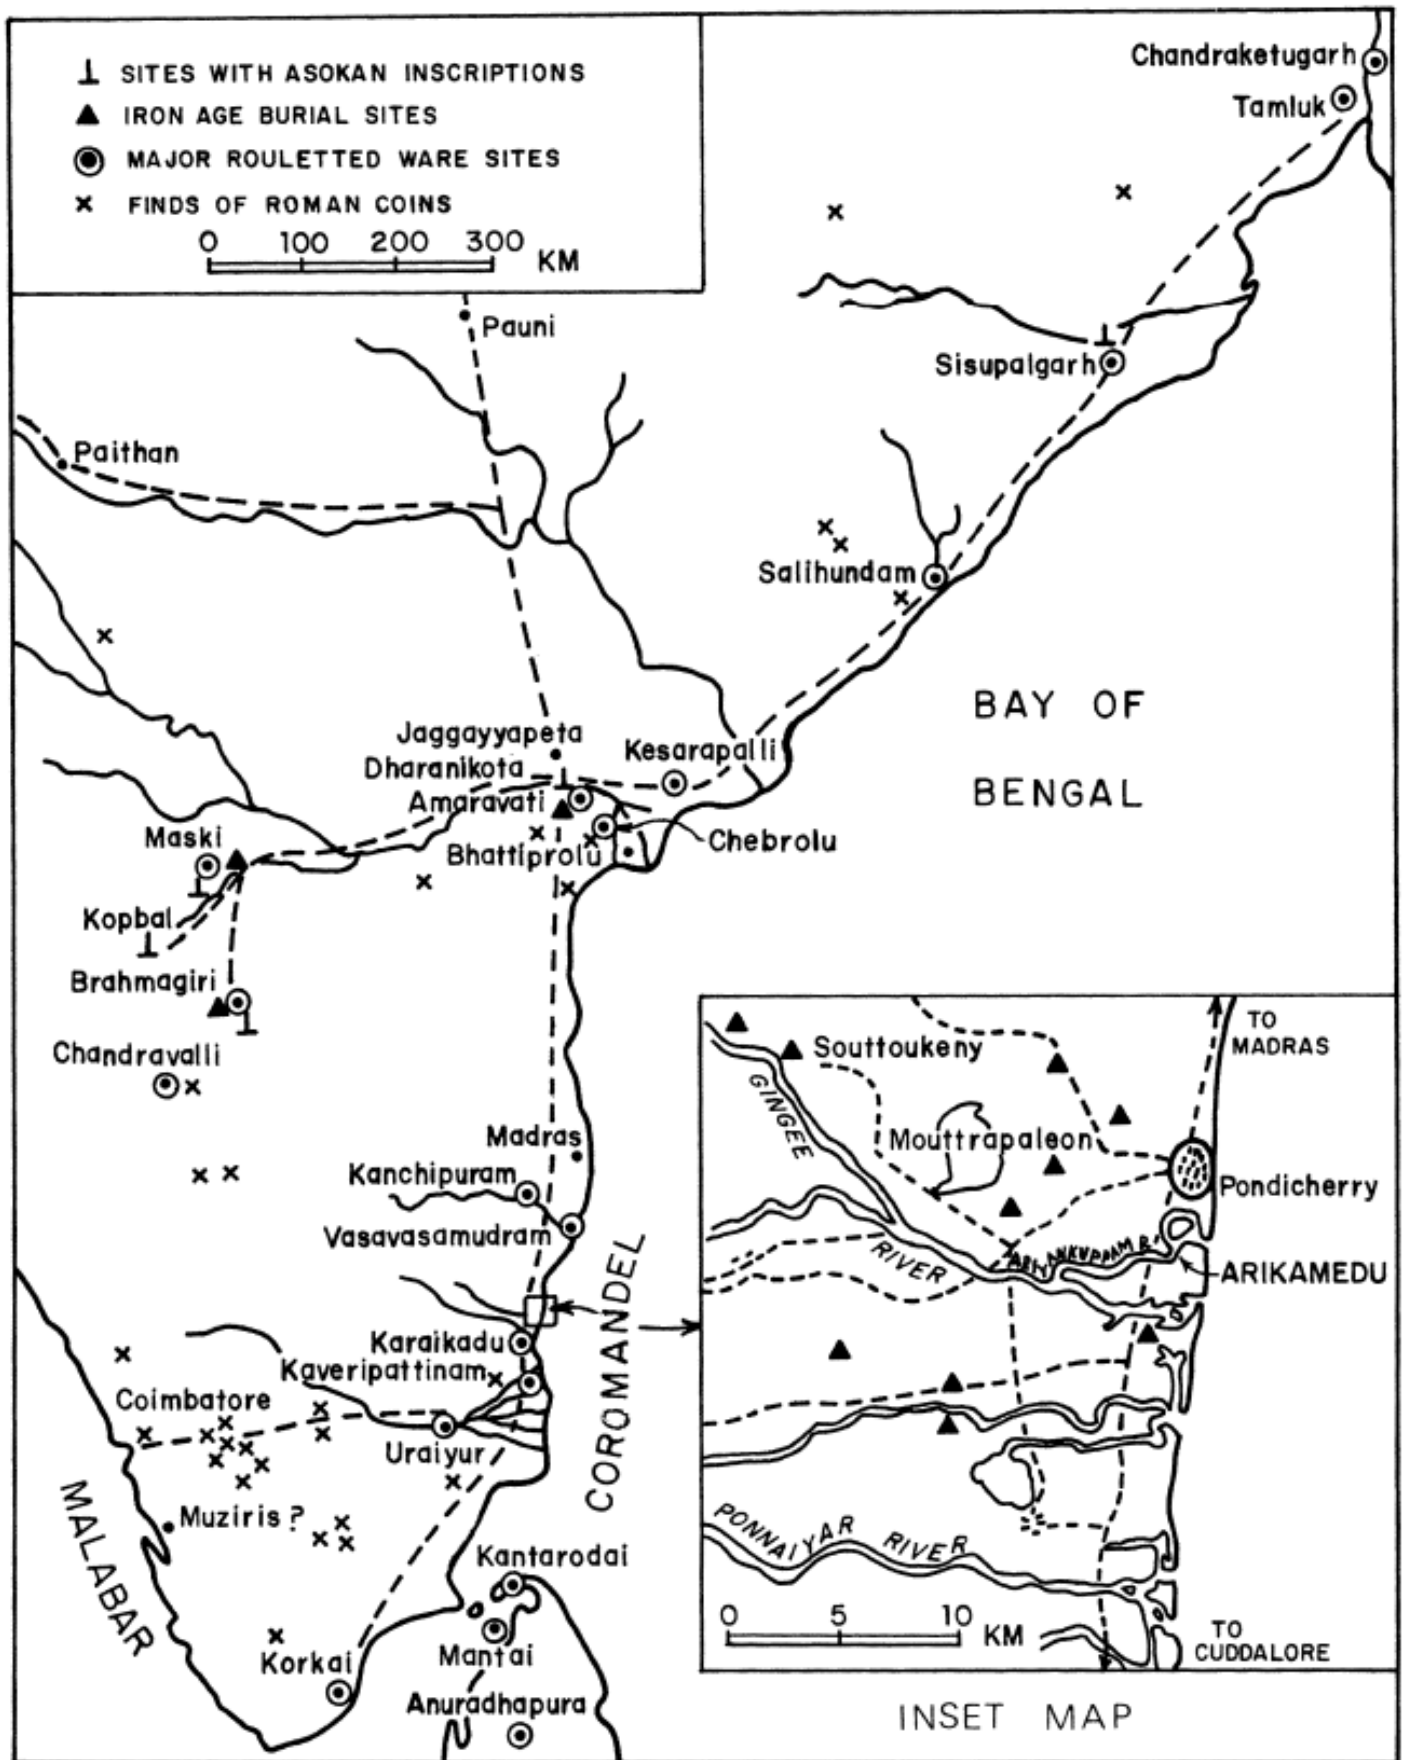 SITES WITH ASOKAN INSCRIPTIONS
IRON AGE BURIAL SITES
MAJOR ROULETTED WARE SITES
FINDS OF ROMAN COINS
0 100 200 300 KM
Chandraketugarh
Tamluk
Pauni
Sisupalgarh
Paithan
Salihundam
BAY OF
BENGAL
Jaggayyapeta
Kesarapalli
Dharanikota
Amaravati
Maski
Chebrolu
Bhattiprolu
Kopbal
Brahmagiri
Chandravalli
Madras
Kanchipuram
Vasavasamudram
COROMANDEL
Karaikadu
Kaveripattinam
Coimbatore
Uraiyur
MALABAR
Muziris?
Kantarodai
Korkai
Mantai
Anuradhapura
TO
MADRAS
Souttoukeny
GINGEE
RIVER
Mouttrapaleon
Pondicherry
ARIYANKUPPAM R.
ARIKAMEDU
PONNAIYAR RIVER
0 5 10 KM
TO
CUDDALORE
INSET MAP